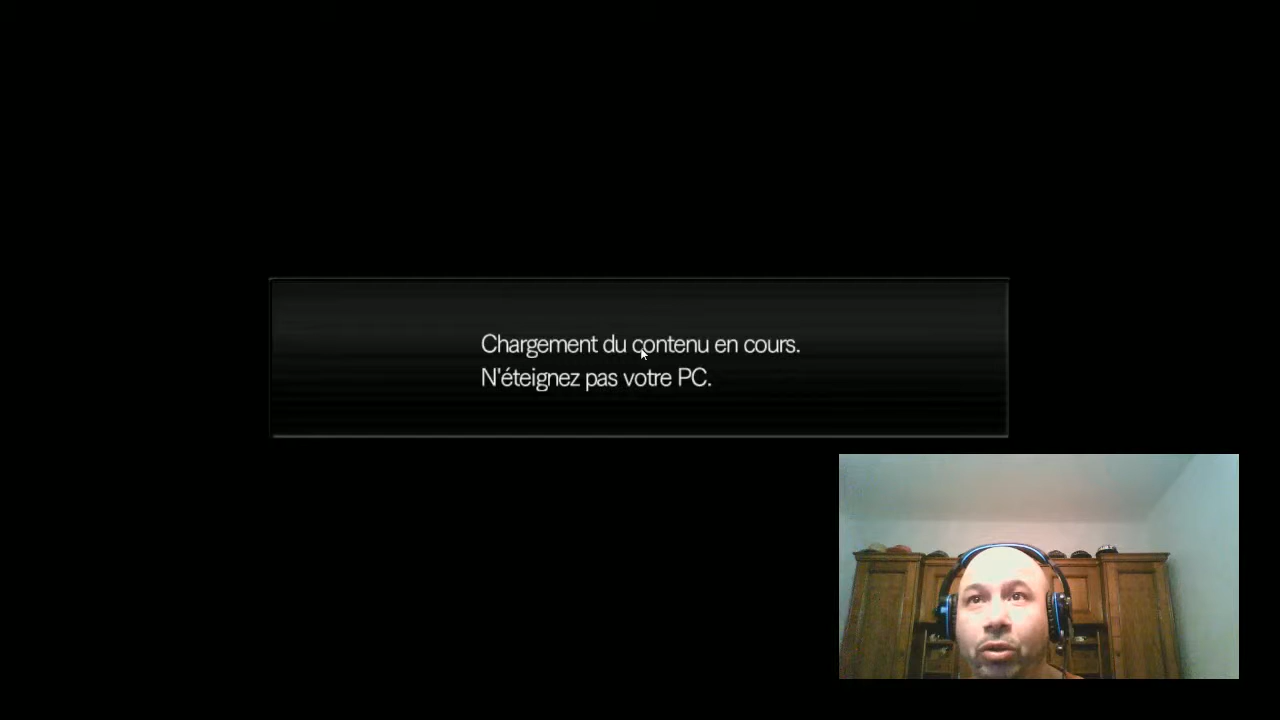 Chargement du contenu en cours.
N'éteignez pas votre PC.